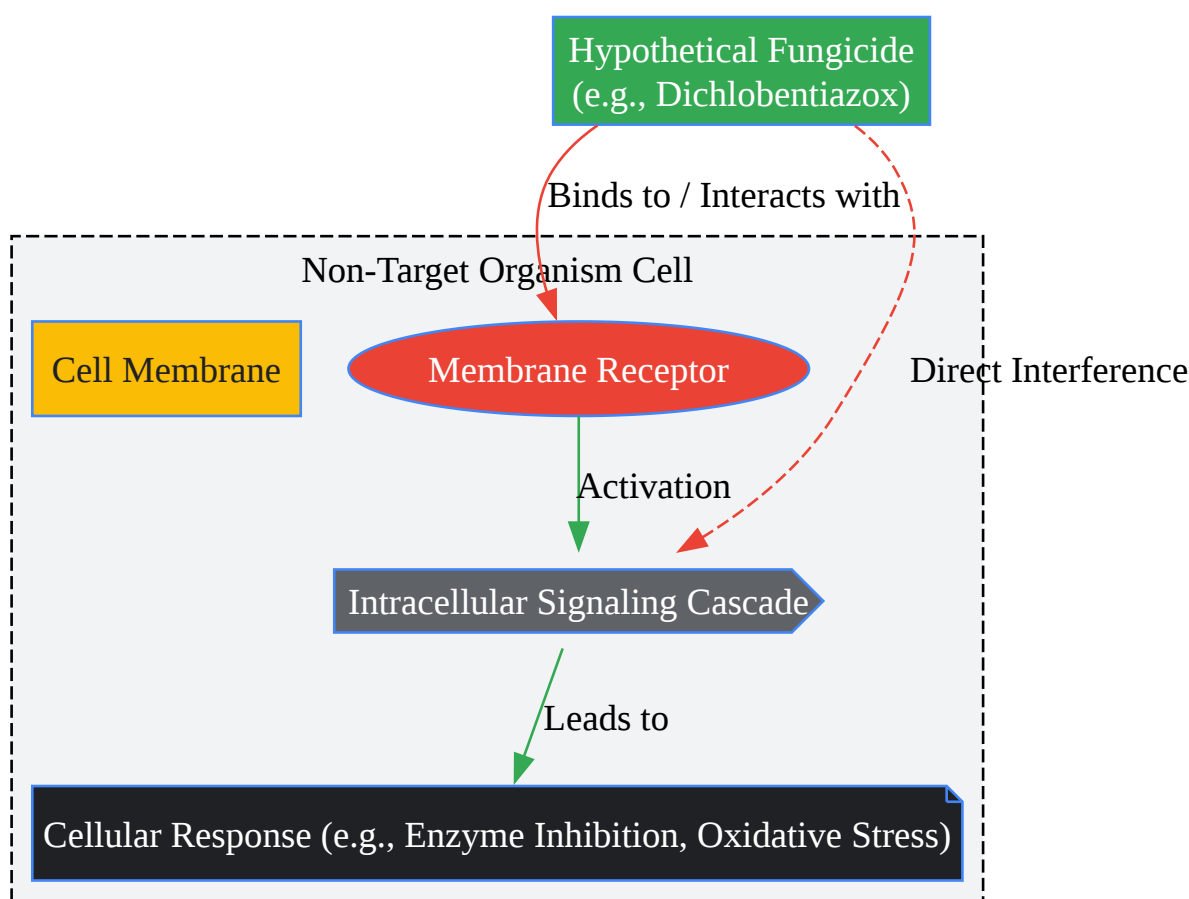 Hypothetical Fungicide
(e.g., Dichlobentiazox)
Binds to / Interacts with
Non-Target Organism Cell
Cell Membrane
Membrane Receptor
Direct Interference
Activation
Intracellular Signaling Cascade
Leads to
Cellular Response (e.g., Enzyme Inhibition, Oxidative Stress)